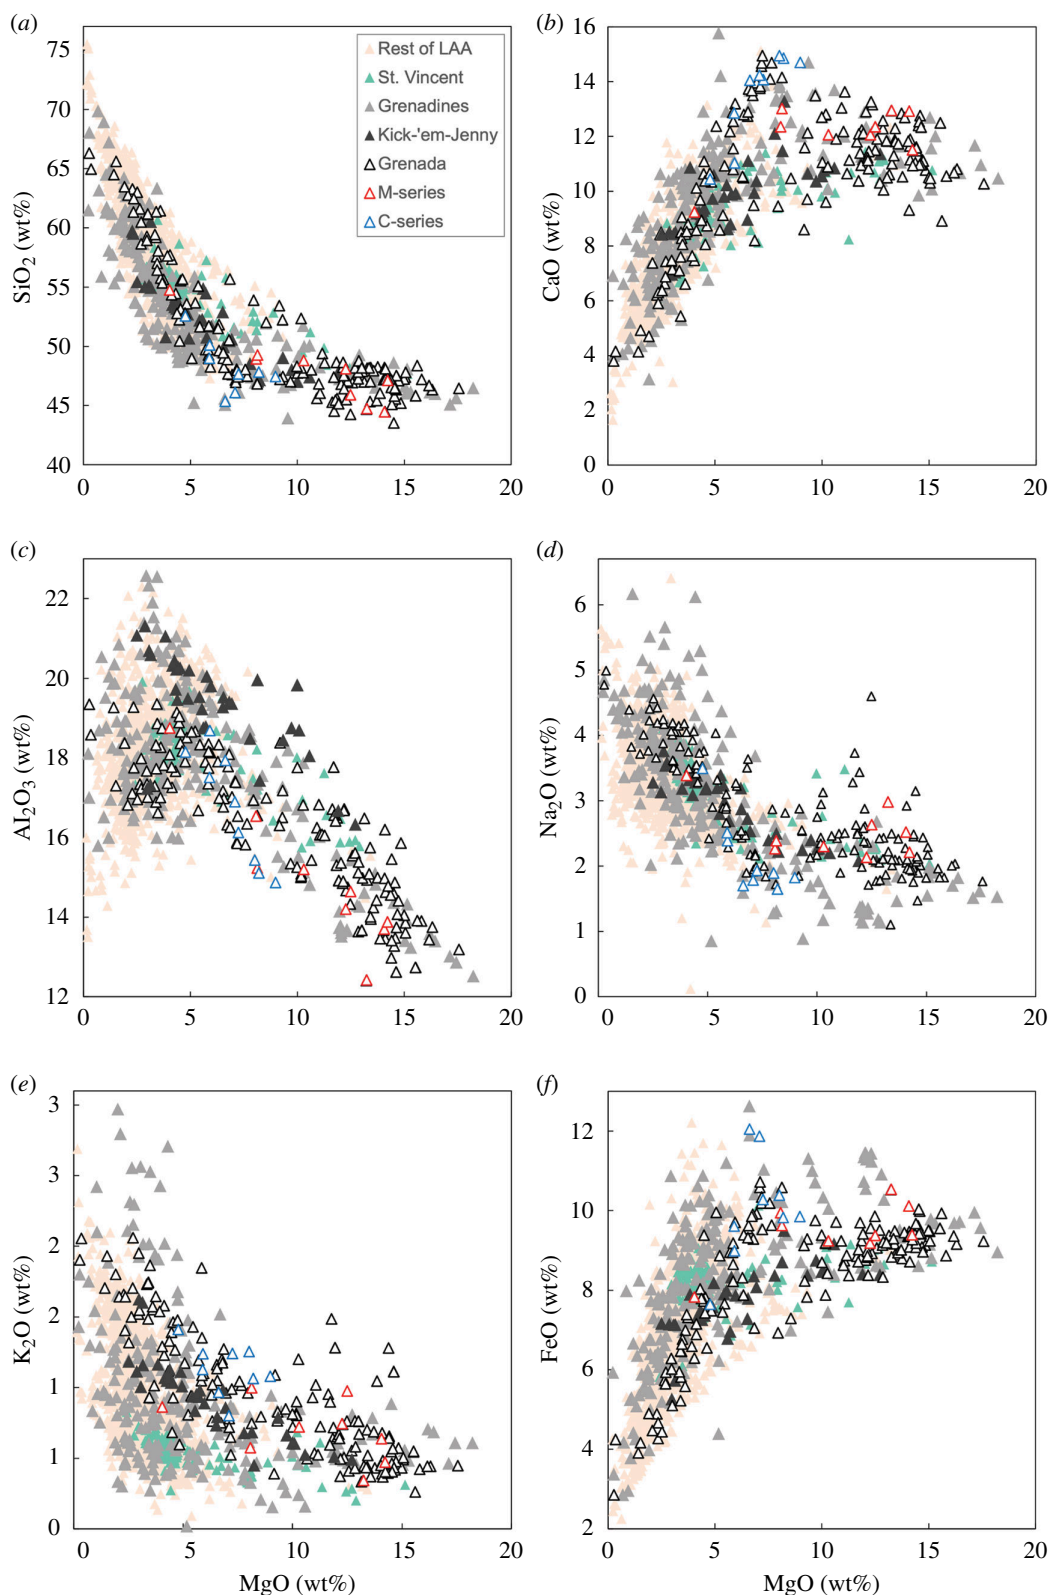 (a)
75
70
65
60
55
50
45
40
SiO2 (wt%)
0 5 10 15 20
Rest of LAA
St. Vincent
Grenadines
Kick-'em-Jenny
Grenada
M-series
C-series
(b)
16
14
12
10
8
6
4
2
0
CaO (wt%)
0 5 10 15 20
(c)
22
20
18
16
14
12
Al2O3 (wt%)
0 5 10 15 20
(d)
6
5
4
3
2
1
0
Na2O (wt%)
0 5 10 15 20
(e)
3
3
2
2
1
1
0
K2O (wt%)
0 5 10 15 20
MgO (wt%)
(f)
12
10
8
6
4
2
FeO (wt%)
0 5 10 15 20
MgO (wt%)